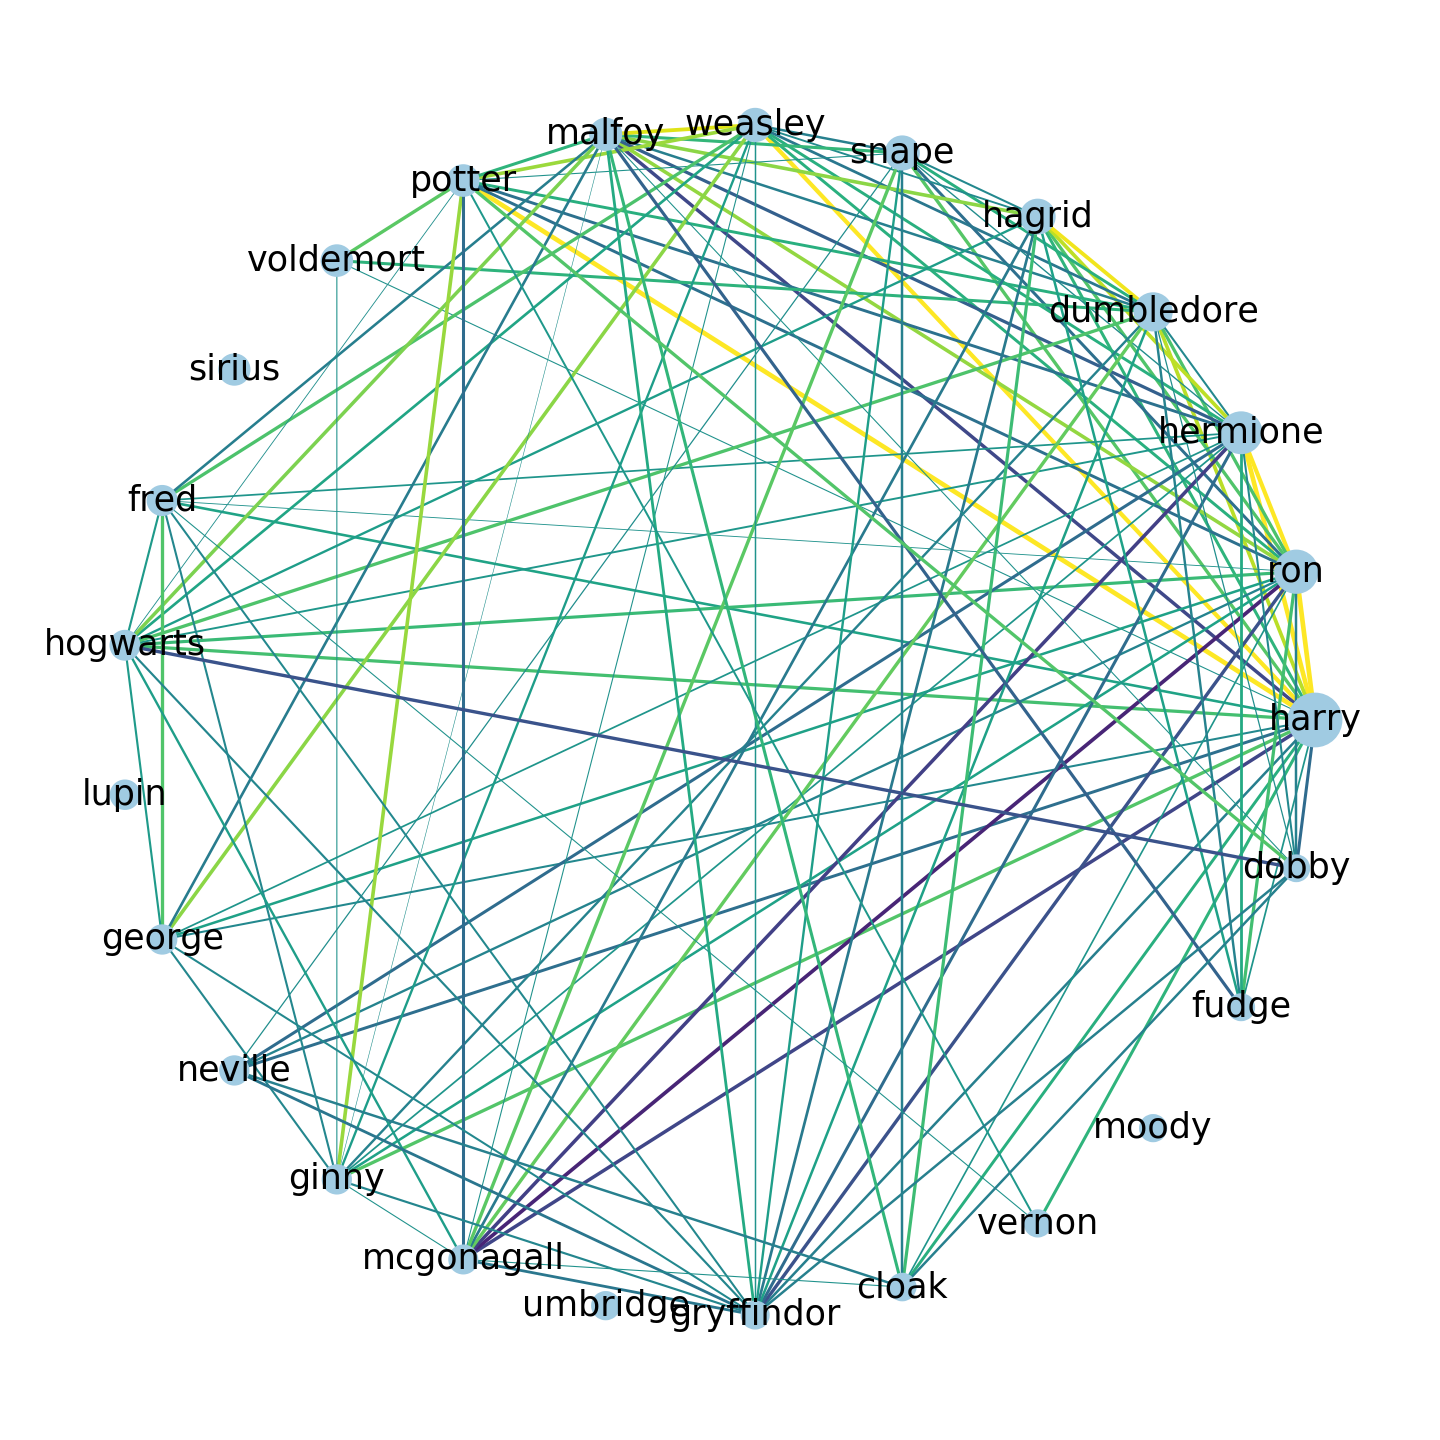 weasley
malfoy
snape
potter
hagrid
voldemort
dumbledore
sirius
hermione
fred
ron
hogwarts
harry
lupin
dobby
george
fudge
neville
moody
ginny
vernon
mcgonagall
cloak
umbridge
gryffindor